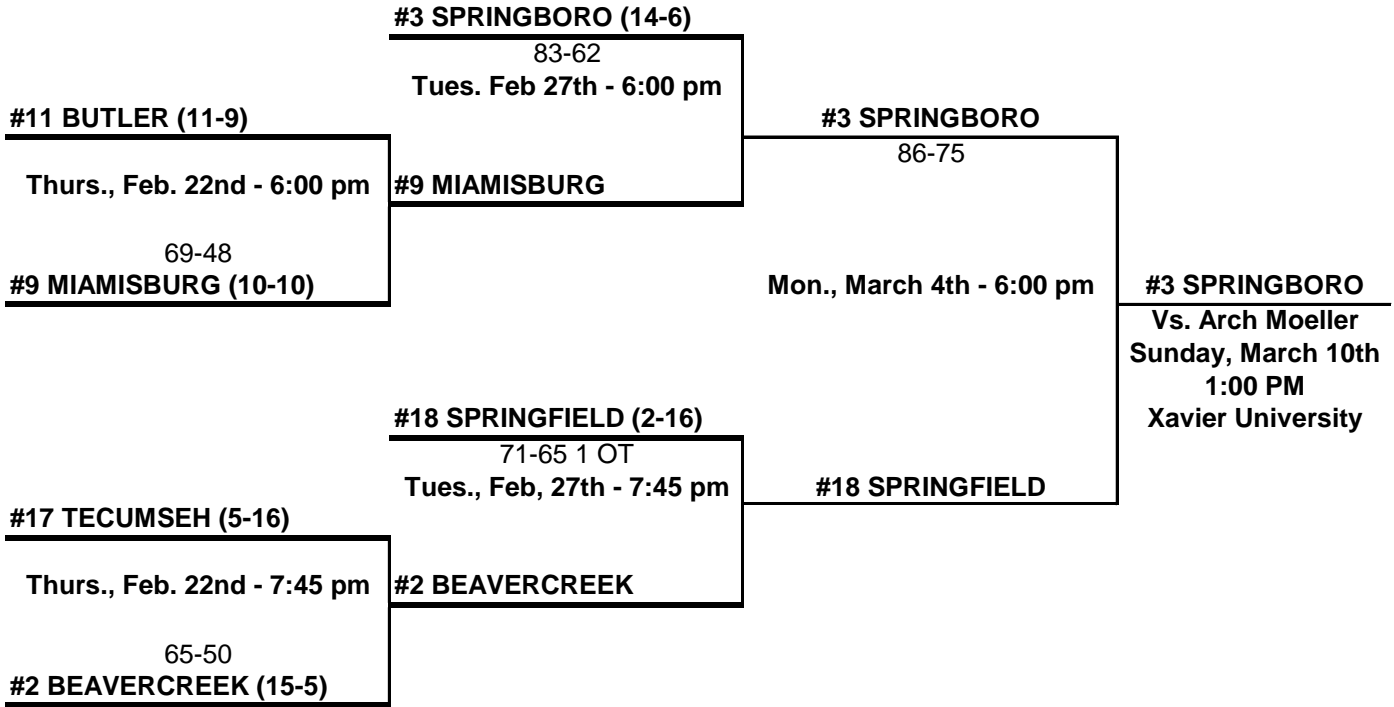 #3 SPRINGBORO (14-6)
83-62
Tues. Feb 27th - 6:00 pm
#11 BUTLER (11-9)
#3 SPRINGBORO
86-75
Thurs., Feb. 22nd - 6:00 pm
#9 MIAMISBURG
69-48
#9 MIAMISBURG (10-10)
Mon., March 4th - 6:00 pm
#3 SPRINGBORO
Vs. Arch Moeller
Sunday, March 10th
1:00 PM
Xavier University
#18 SPRINGFIELD (2-16)
71-65 1 OT
Tues., Feb, 27th - 7:45 pm
#18 SPRINGFIELD
#17 TECUMSEH (5-16)
Thurs., Feb. 22nd - 7:45 pm
#2 BEAVERCREEK
65-50
#2 BEAVERCREEK (15-5)